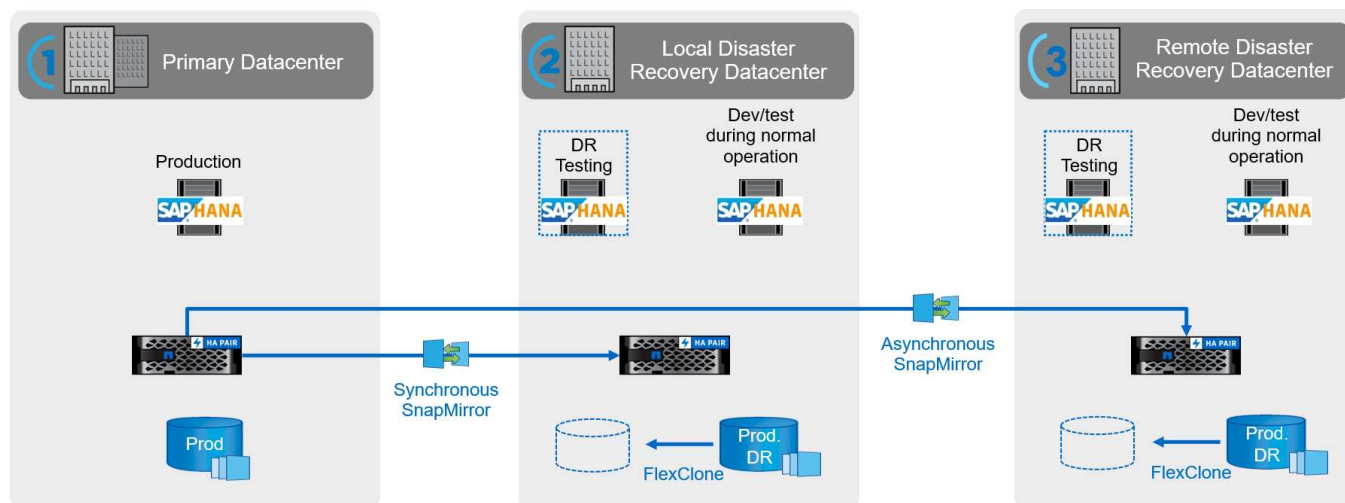 1
Primary Datacenter
2
Local Disaster
Recovery Datacenter
3
Remote Disaster
Recovery Datacenter
Production
SAP HANA
DR
Testing
SAP HANA
Dev/test
during normal
operation
SAP HANA
DR
Testing
SAP HANA
Dev/test
during normal
operation
SAP HANA
HA PAIR
Synchronous
SnapMirror
HA PAIR
Asynchronous
SnapMirror
HA PAIR
Prod
FlexClone
Prod.
DR
FlexClone
Prod.
DR